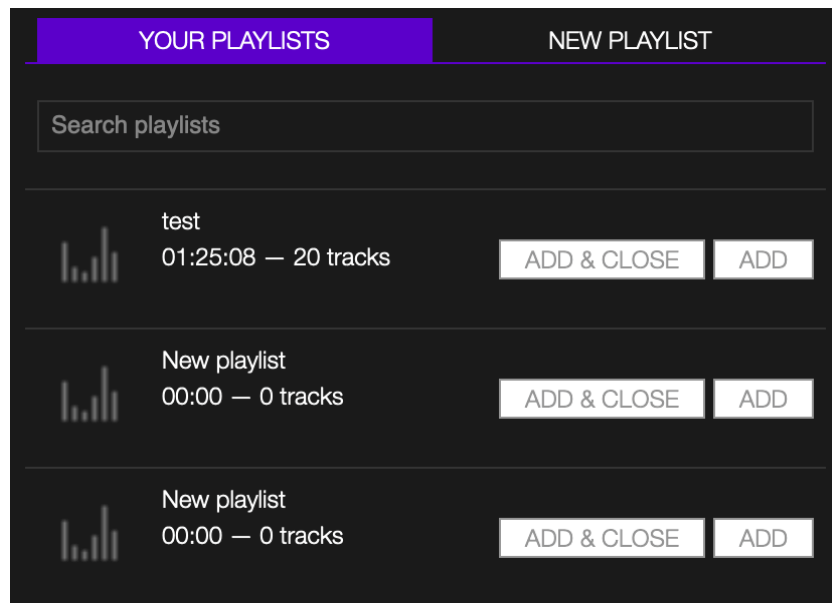 YOUR PLAYLISTS NEW PLAYLIST
Search playlists
test
01:25:08 — 20 tracks
ADD & CLOSE ADD
New playlist
00:00 — 0 tracks
ADD & CLOSE ADD
New playlist
00:00 — 0 tracks
ADD & CLOSE ADD